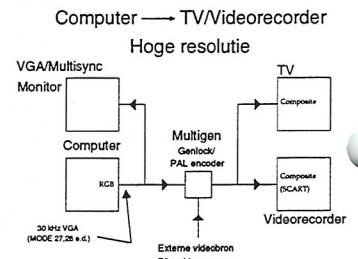 Computer → TV/Videorecorder
Hoge resolutie
VGA/Multisync
Monitor
TV
Composite
Multigen
Genlock/
PAL encoder
Computer
RGB
Composite
(SCART)
Videorecorder
30 kHz VGA
(MODE 27,28 e.d.)
Externe videobron